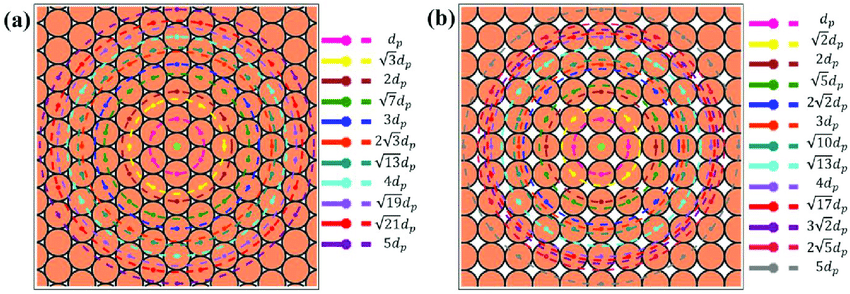 (a)
d_p
√3d_p
2d_p
√7d_p
3d_p
2√3d_p
√13d_p
4d_p
√19d_p
√21d_p
5d_p
(b)
d_p
√2d_p
2d_p
√5d_p
2√2d_p
3d_p
√10d_p
√13d_p
4d_p
√17d_p
3√2d_p
2√5d_p
5d_p